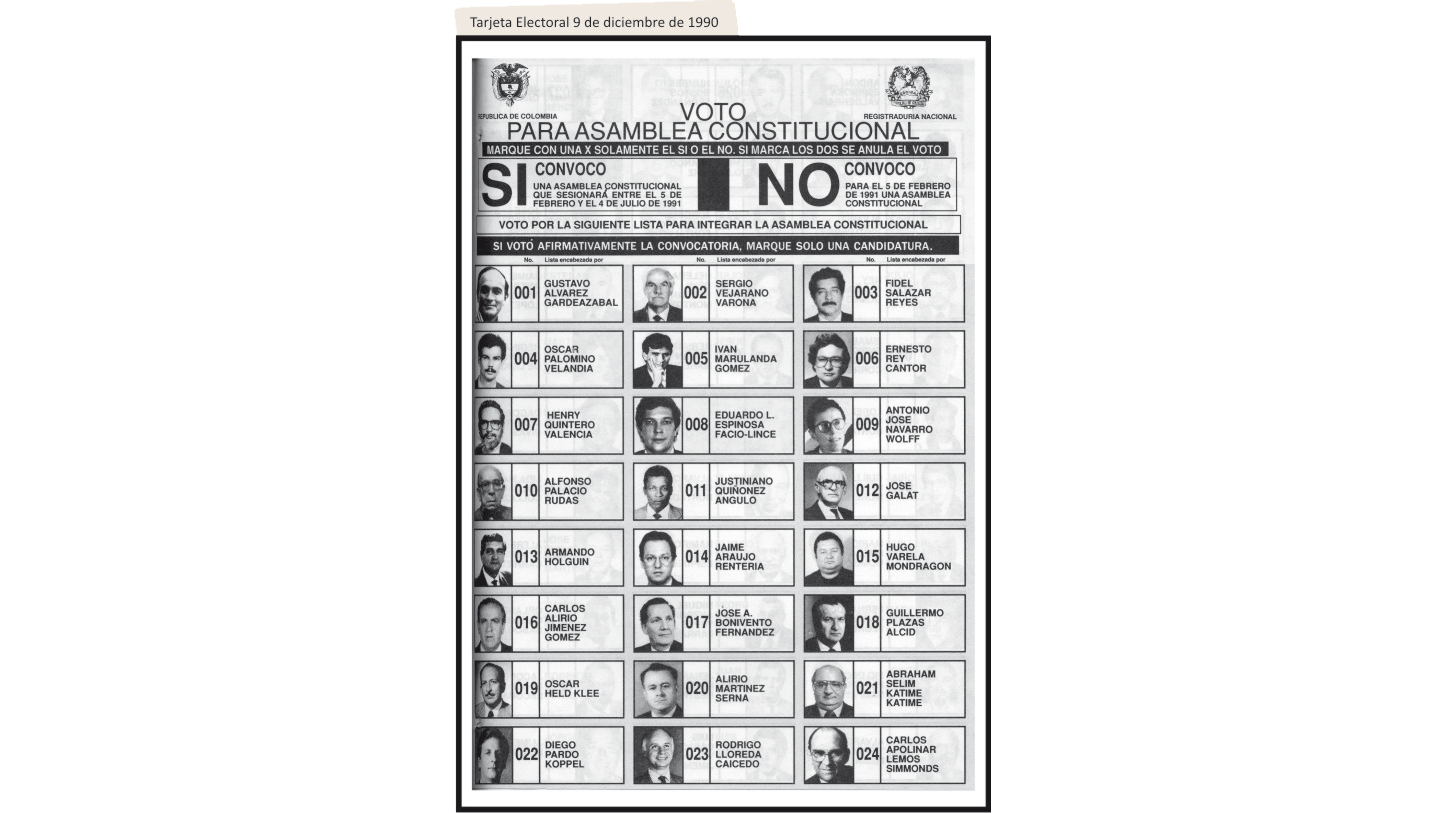 Tarjeta Electoral 9 de diciembre de 1990
REPUBLICA DE COLOMBIA
REGISTRADURIA NACIONAL
VOTO
PARA ASAMBLEA CONSTITUCIONAL
MARQUE CON UNA X SOLAMENTE EL SI O EL NO. SI MARCA LOS DOS SE ANULA EL VOTO
SI CONVOCO
UNA ASAMBLEA CONSTITUCIONAL
QUE SESIONARÁ ENTRE EL 5 DE
FEBRERO Y EL 4 DE JULIO DE 1991
NO CONVOCO
PARA EL 5 DE FEBRERO
DE 1991 UNA ASAMBLEA
CONSTITUCIONAL
VOTO POR LA SIGUIENTE LISTA PARA INTEGRAR LA ASAMBLEA CONSTITUCIONAL
SI VOTÓ AFIRMATIVAMENTE LA CONVOCATORIA, MARQUE SOLO UNA CANDIDATURA.
No. Lista encabezada por
No. Lista encabezada por
No. Lista encabezada por
001
GUSTAVO
ALVAREZ
GARDEAZABAL
002
SERGIO
VEJARANO
VARONA
003
FIDEL
SALAZAR
REYES
004
OSCAR
PALOMINO
VELANDIA
005
IVAN
MARULANDA
GOMEZ
006
ERNESTO
REY
CANTOR
007
HENRY
QUINTERO
VALENCIA
008
EDUARDO L.
ESPINOSA
FACIO-LINCE
009
ANTONIO
JOSE
NAVARRO
WOLFF
010
ALFONSO
PALACIO
RUDAS
011
JUSTINIANO
QUIÑONEZ
ANGULO
012
JOSE
GALAT
013
ARMANDO
HOLGUIN
014
JAIME
ARAUJO
RENTERIA
015
HUGO
VARELA
MONDRAGON
016
CARLOS
ALIRIO
JIMENEZ
GOMEZ
017
JOSE A.
BONIVENTO
FERNANDEZ
018
GUILLERMO
PLAZAS
ALCID
019
OSCAR
HELD KLEE
020
ALIRIO
MARTINEZ
SERNA
021
ABRAHAM
SELIM
KATIME
KATIME
022
DIEGO
PARDO
KOPPEL
023
RODRIGO
LLOREDA
CAICEDO
024
CARLOS
APOLINAR
LEMOS
SIMMONDS